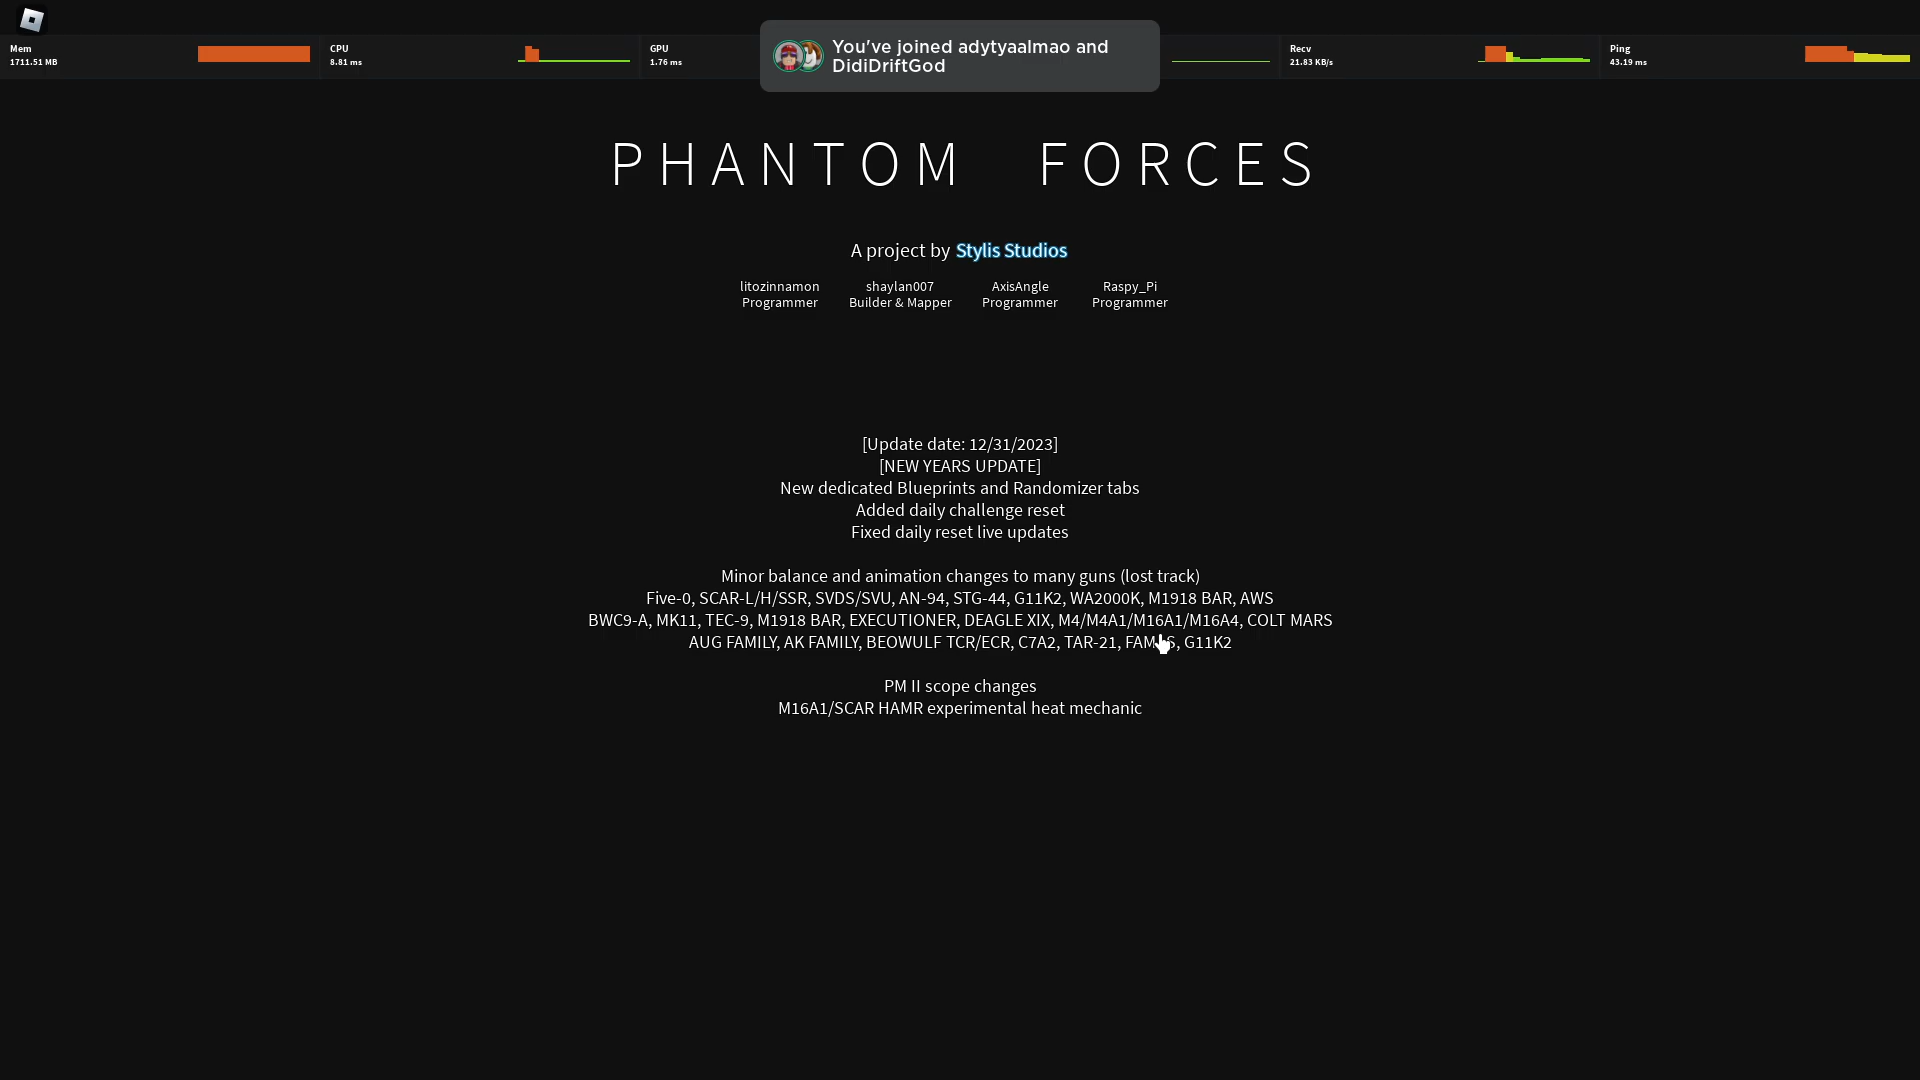 Mem
1711.51 MB
CPU
8.81 ms
GPU
1.76 ms
You've joined adytyaalmao and
DidiDriftGod
Recv
21.83 KB/s
Ping
43.19 ms
PHANTOM FORCES
A project by Stylis Studios
litozinnamon
Programmer
shaylan007
Builder & Mapper
AxisAngle
Programmer
Raspy_Pi
Programmer
[Update date: 12/31/2023]
[NEW YEARS UPDATE]
New dedicated Blueprints and Randomizer tabs
Added daily challenge reset
Fixed daily reset live updates
Minor balance and animation changes to many guns (lost track)
Five-0, SCAR-L/H/SSR, SVDS/SVU, AN-94, STG-44, G11K2, WA2000K, M1918 BAR, AWS
BWC9-A, MK11, TEC-9, M1918 BAR, EXECUTIONER, DEAGLE XIX, M4/M4A1/M16A1/M16A4, COLT MARS
AUG FAMILY, AK FAMILY, BEOWULF TCR/ECR, C7A2, TAR-21, FAMAS, G11K2
PM II scope changes
M16A1/SCAR HAMR experimental heat mechanic